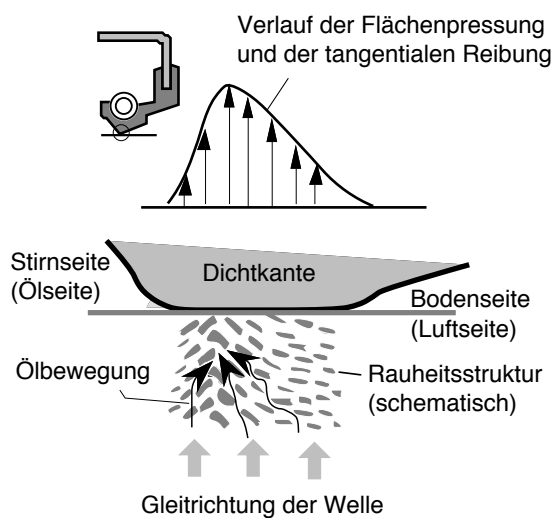 Verlauf der Flächenpressung
und der tangentialen Reibung
Stirnseite
(Ölseite)
Dichtkante
Bodenseite
(Luftseite)
Ölbewegung
Rauheitsstruktur
(schematisch)
Gleitrichtung der Welle